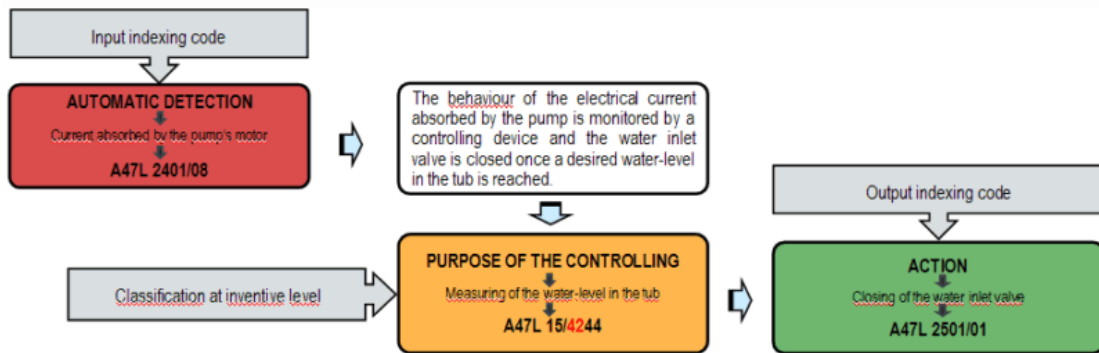 Input indexing code
AUTOMATIC DETECTION
Current absorbed by the pump's motor
A47L 2401/08
The behaviour of the electrical current
absorbed by the pump is monitored by a
controlling device and the water inlet
valve is closed once a desired water-level
in the tub is reached.
Output indexing code
Classification at inventive level
PURPOSE OF THE CONTROLLING
Measuring of the water-level in the tub
A47L 15/4244
ACTION
Closing of the water inlet valve
A47L 2501/01